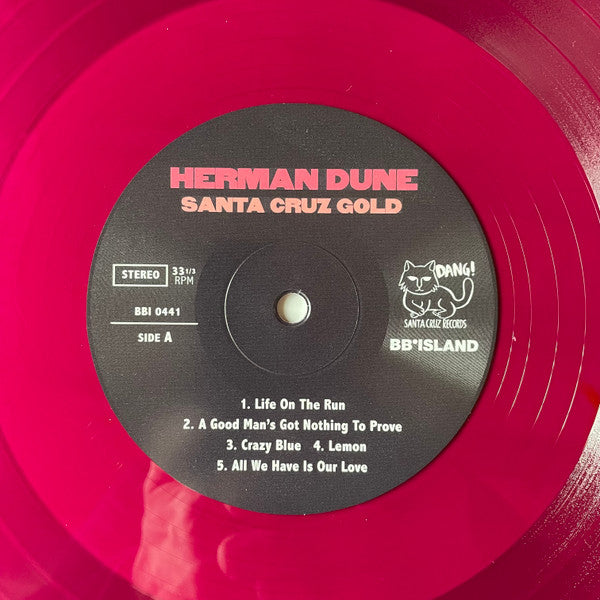 HERMAN DUNE
SANTA CRUZ GOLD
STEREO 33 1/3 RPM
BBI 0441
SIDE A
DANG!
SANTA CRUZ RECORDS
BB*ISLAND
1. Life On The Run
2. A Good Man's Got Nothing To Prove
3. Crazy Blue 4. Lemon
5. All We Have Is Our Love